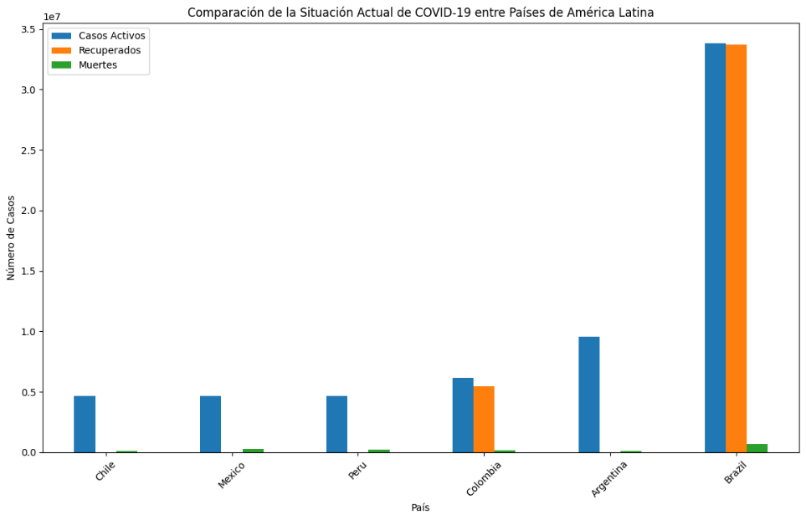 Comparación de la Situación Actual de COVID-19 entre Países de América Latina
1e7
Casos Activos
Recuperados
Muertes
3.5
3.0
2.5
2.0
1.5
1.0
0.5
0.0
Número de Casos
Chile
Mexico
Peru
Colombia
Argentina
Brazil
País